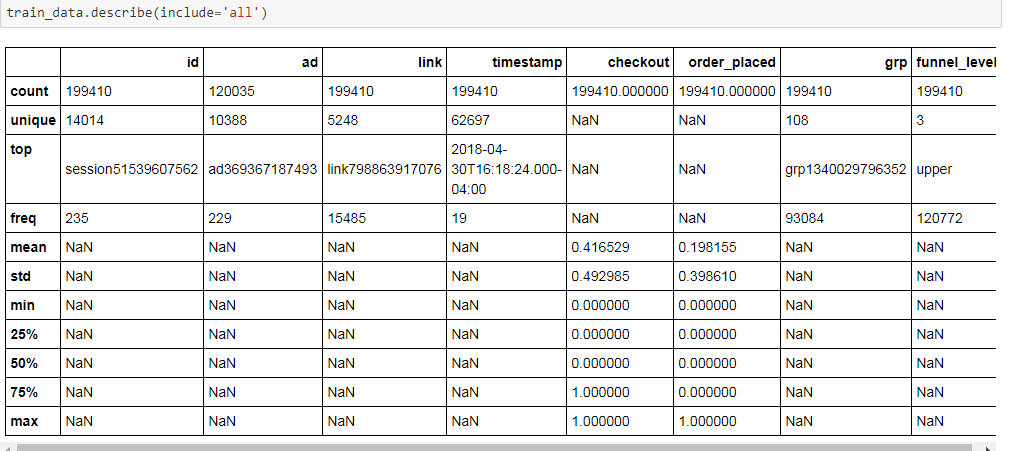 train_data.describe(include='all')
id ad link timestamp checkout order_placed grp funnel_level
count 199410 120035 199410 199410 199410.000000 199410.000000 199410 199410
unique 14014 10388 5248 62697 NaN NaN 108 3
top session51539607562 ad369367187493 link798863917076 2018-04-30T16:18:24.000-04:00 NaN NaN grp1340029796352 upper
freq 235 229 15485 19 NaN NaN 93084 120772
mean NaN NaN NaN NaN 0.416529 0.198155 NaN NaN
std NaN NaN NaN NaN 0.492985 0.398610 NaN NaN
min NaN NaN NaN NaN 0.000000 0.000000 NaN NaN
25% NaN NaN NaN NaN 0.000000 0.000000 NaN NaN
50% NaN NaN NaN NaN 0.000000 0.000000 NaN NaN
75% NaN NaN NaN NaN 1.000000 0.000000 NaN NaN
max NaN NaN NaN NaN 1.000000 1.000000 NaN NaN